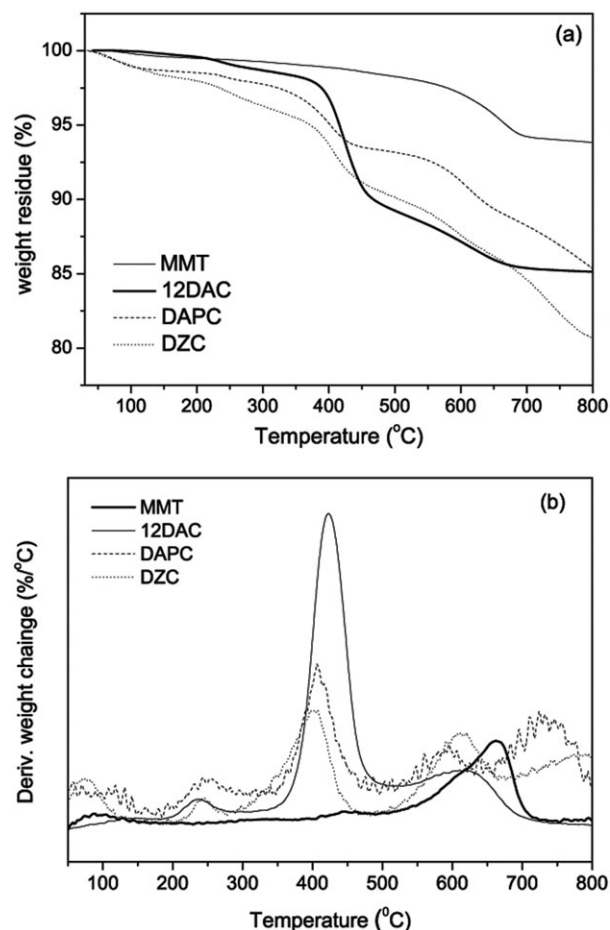 (a)
100
95
90
85
80
weight residue (%)
MMT
12DAC
DAPC
DZC
100 200 300 400 500 600 700 800
Temperature (°C)
(b)
MMT
12DAC
DAPC
DZC
Deriv. weight chainge (%/°C)
100 200 300 400 500 600 700 800
Temperature (°C)